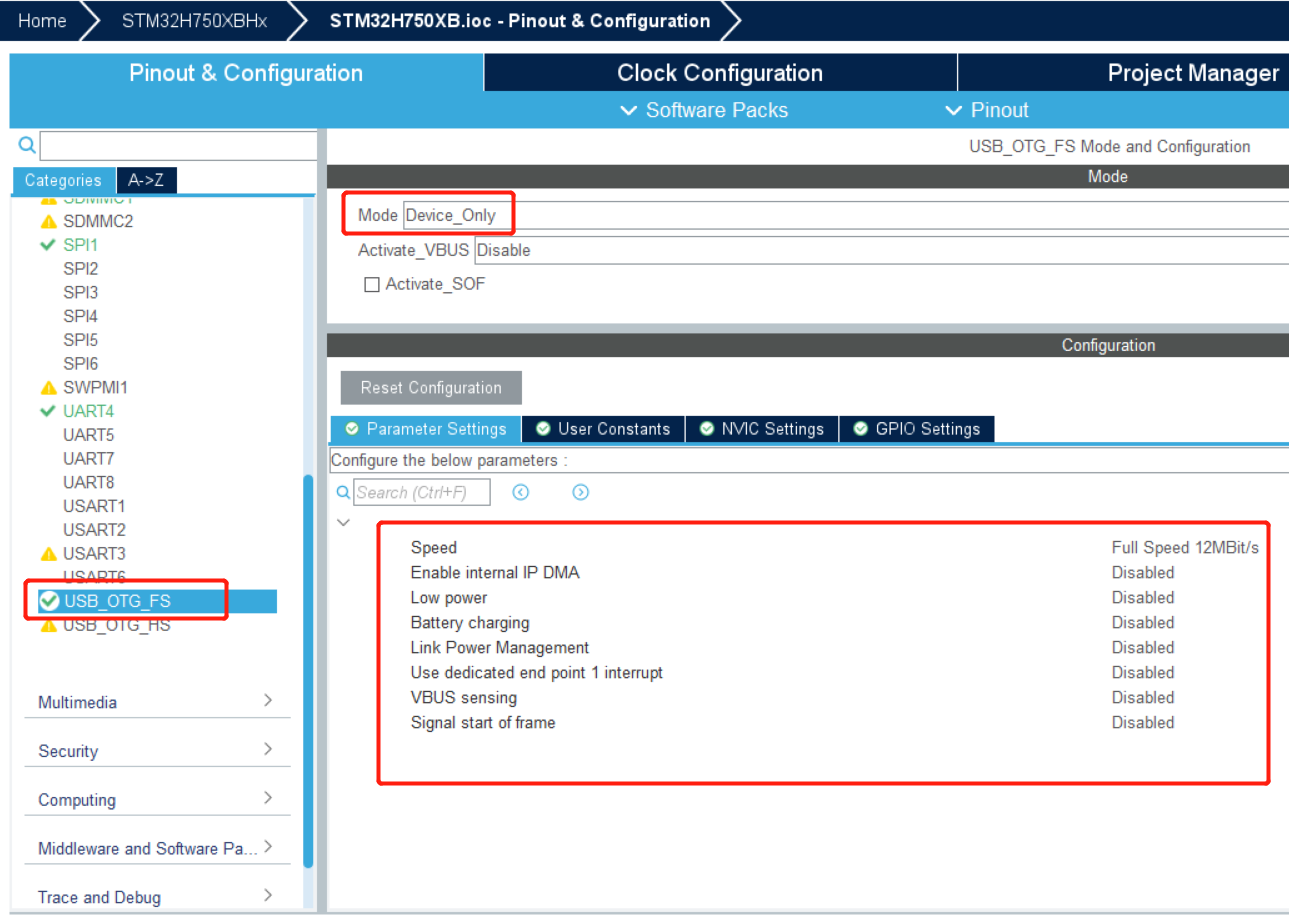 Home STM32H750XBHx STM32H750XB.ioc - Pinout & Configuration
Pinout & Configuration Clock Configuration Project Manager
Software Packs Pinout
USB_OTG_FS Mode and Configuration
Categories A->Z
Mode
SDMMC1
SDMMC2
SPI1
SPI2
SPI3
SPI4
SPI5
SPI6
SWPMI1
UART4
UART5
UART7
UART8
USART1
USART2
USART3
USART6
USB_OTG_FS
USB_OTG_HS
Multimedia
Security
Computing
Middleware and Software Pa...
Trace and Debug
Mode Device_Only
Activate_VBUS Disable
Activate_SOF
Configuration
Reset Configuration
Parameter Settings User Constants NVIC Settings GPIO Settings
Configure the below parameters :
Search (Ctrl+F)
Speed Full Speed 12MBit/s
Enable internal IP DMA Disabled
Low power Disabled
Battery charging Disabled
Link Power Management Disabled
Use dedicated end point 1 interrupt Disabled
VBUS sensing Disabled
Signal start of frame Disabled